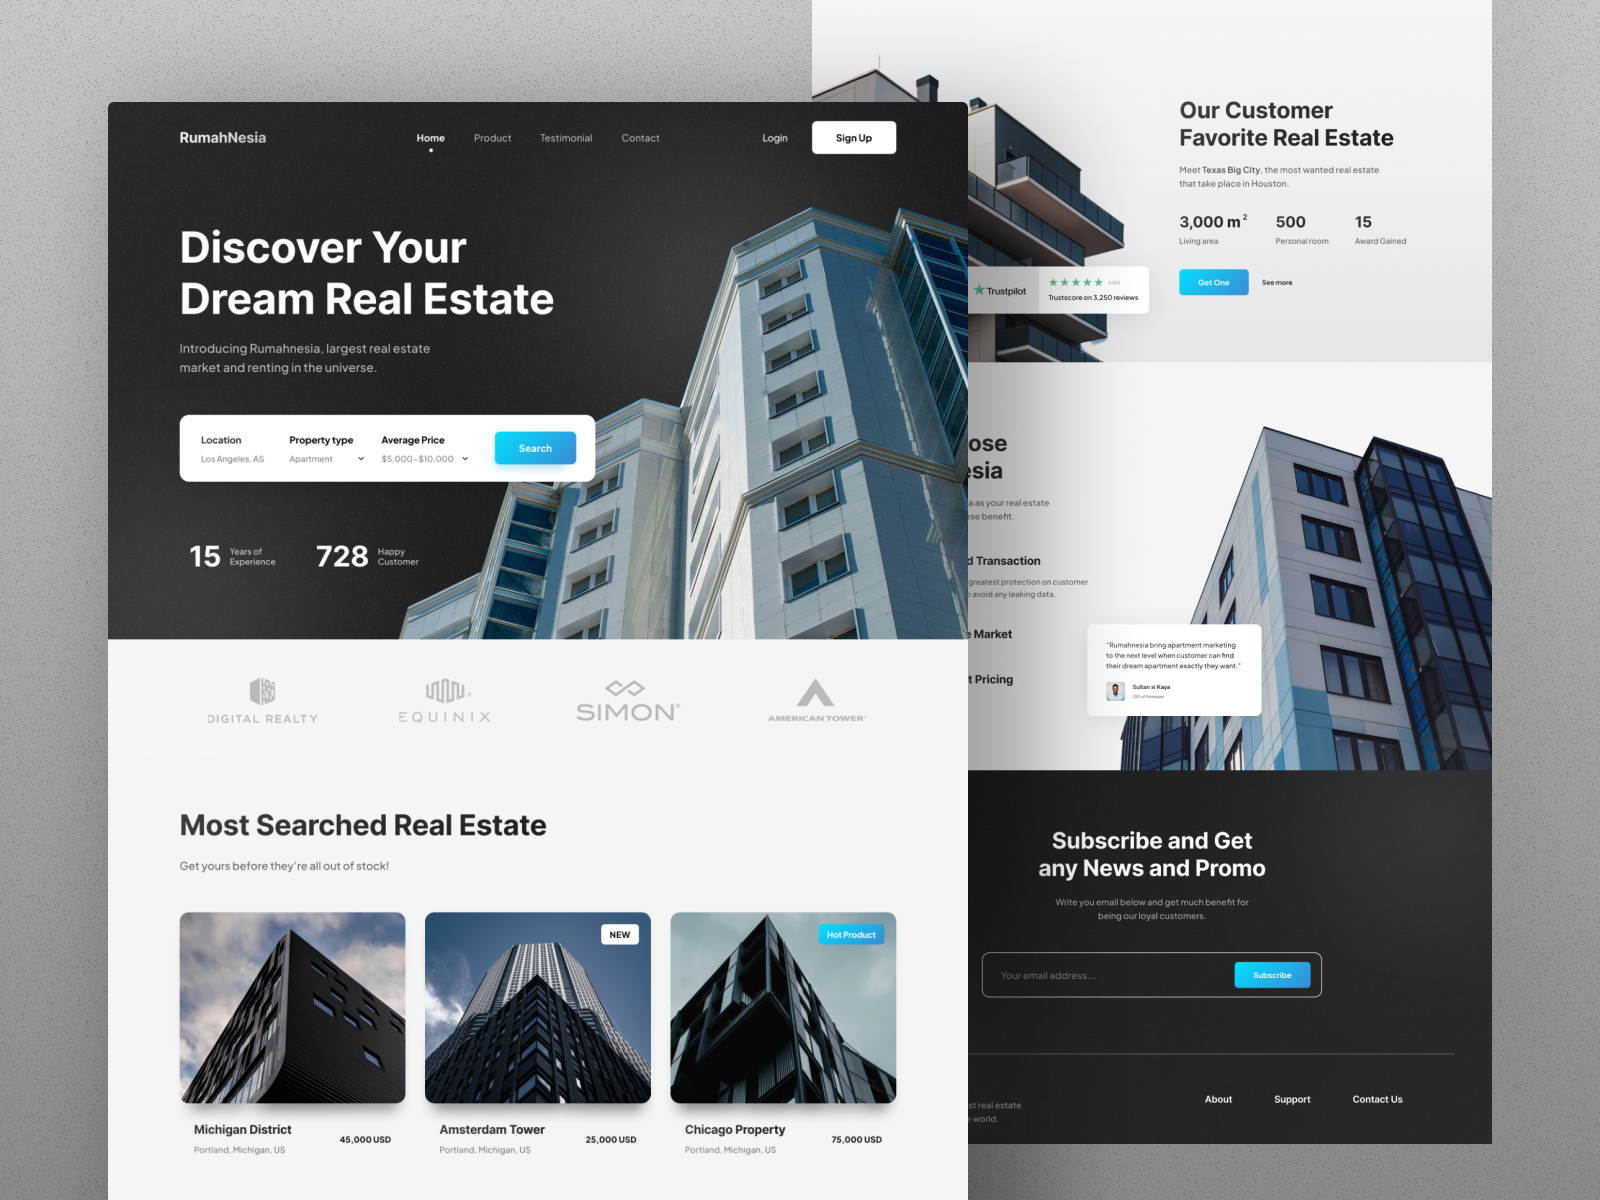 RumahNesia
Home
Product
Testimonial
Contact
Login
Sign Up
Discover Your
Dream Real Estate
Introducing Rumahnesia, largest real estate
market and renting in the universe.
Location
Los Angeles, AS
Property type
Apartment
Average Price
$5,000-$10,000
Search
15
Years of
Experience
728
Happy
Customer
DIGITAL REALTY
EQUINIX
SIMON
AMERICAN TOWER
Most Searched Real Estate
Get yours before they're all out of stock!
Michigan District
Portland, Michigan, US
45,000 USD
NEW
Amsterdam Tower
Portland, Michigan, US
25,000 USD
Hot Product
Chicago Property
Portland, Michigan, US
75,000 USD
Our Customer
Favorite Real Estate
Meet Texas Big City, the most wanted real estate
that take place in Houston.
3,000 m²
Living area
500
Personal room
15
Award Gained
Get One
See more
Trustpilot
Trustscore on 3,250 reviews
ose
esia
a as your real estate
ese benefit.
d Transaction
greatest protection on customer
avoid any leaking data.
e Market
t Pricing
"Rumahnesia bring apartment marketing
to the next level when customer can find
their dream apartment exactly they want."
Sultan si Kaya
Subscribe and Get
any News and Promo
Write you email below and get much benefit for
being our loyal customers.
Your email address...
Subscribe
st real estate
e world.
About
Support
Contact Us